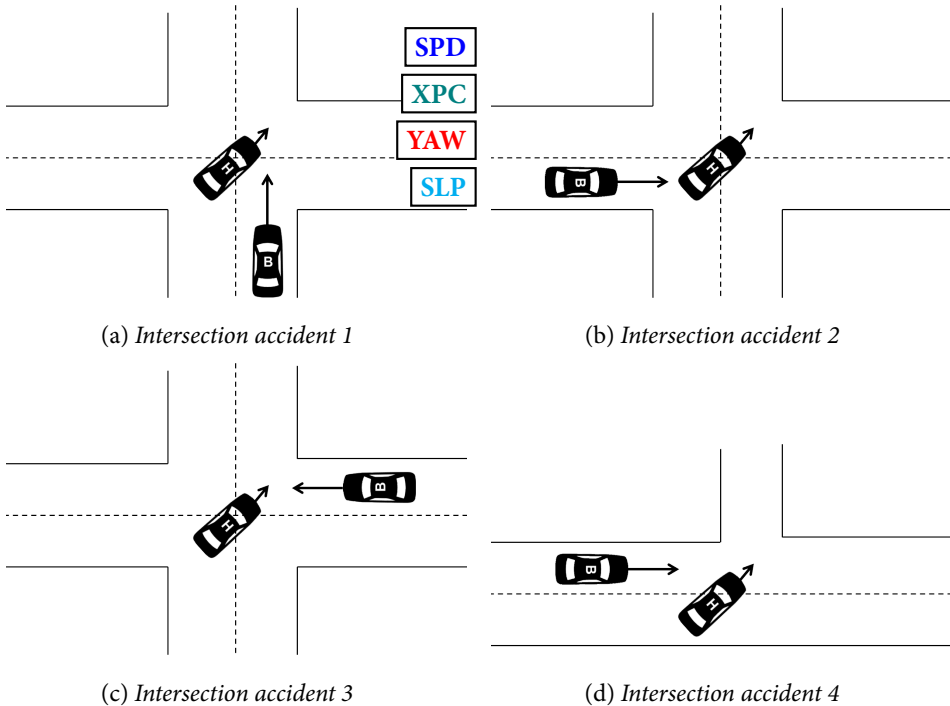 SPD
XPC
YAW
SLP
H
B
B
H
(a) Intersection accident 1
(b) Intersection accident 2
B
H
B
H
(c) Intersection accident 3
(d) Intersection accident 4